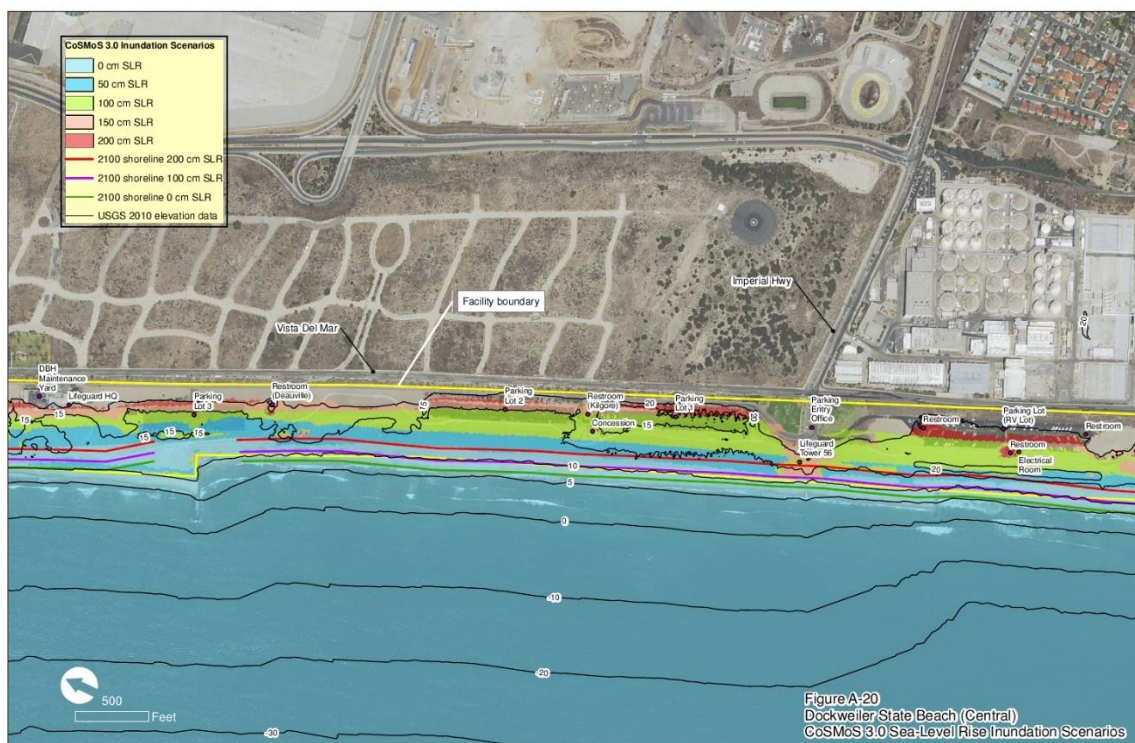 CoSMoS 3.0 Inundation Scenarios
0 cm SLR
50 cm SLR
100 cm SLR
150 cm SLR
200 cm SLR
2100 shoreline 200 cm SLR
2100 shoreline 100 cm SLR
2100 shoreline 0 cm SLR
USGS 2010 elevation data
Imperial Hwy
Facility boundary
Vista Del Mar
20
DBH
Maintenance
Yard
Lifeguard HQ
Parking
Lot 3
Restroom
(Deauville)
Parking
Lot 2
Restroom
(Kilgore)
Concession
Parking
Lot 1
Parking
Entry
Office
Lifeguard
Tower 56
Restroom
Parking Lot
(RV Lot)
Restroom
Restroom
Electrical
Room
15
15
15
15
15
15
15
20
20
15
20
10
5
0
-10
-20
-30
500
Feet
Figure A-20
Dockweiler State Beach (Central)
CoSMoS 3.0 Sea-Level Rise Inundation Scenarios